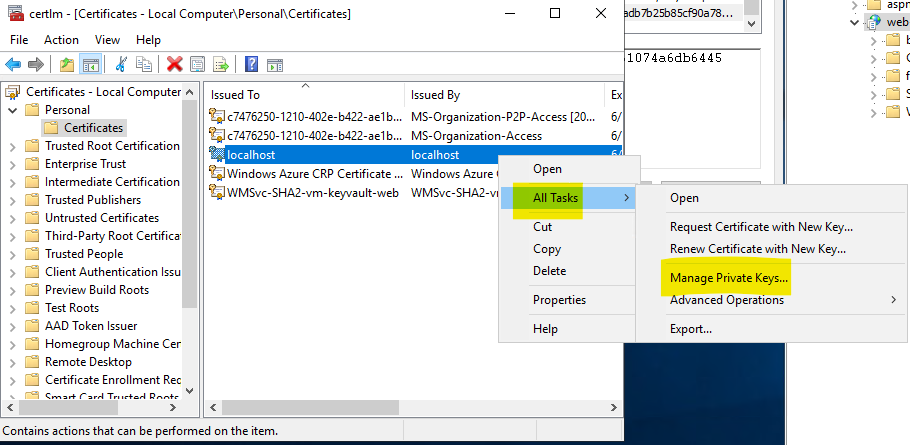 certlm - [Certificates - Local Computer\Personal\Certificates]
File Action View Help
Certificates - Local Computer
Personal
Certificates
Trusted Root Certification
Enterprise Trust
Intermediate Certification
Trusted Publishers
Untrusted Certificates
Third-Party Root Certificat
Trusted People
Client Authentication Issu
Preview Build Roots
Test Roots
AAD Token Issuer
Homegroup Machine Cer
Remote Desktop
Certificate Enrollment Req
Smart Card Trusted Roots
Issued To Issued By Ex
c7476250-1210-402e-b422-ae1b... MS-Organization-P2P-Access [20... 6/
c7476250-1210-402e-b422-ae1b... MS-Organization-Access 6/
localhost localhost 6/
Windows Azure CRP Certificate ... Windows Azure C
WMSvc-SHA2-vm-keyvault-web WMSvc-SHA2-vm
Open
All Tasks
Cut
Copy
Delete
Properties
Help
Open
Request Certificate with New Key...
Renew Certificate with New Key...
Manage Private Keys...
Advanced Operations
Export...
Contains actions that can be performed on the item.
adb7b25b85cf90a78...
1074a6db6445
aspn
web